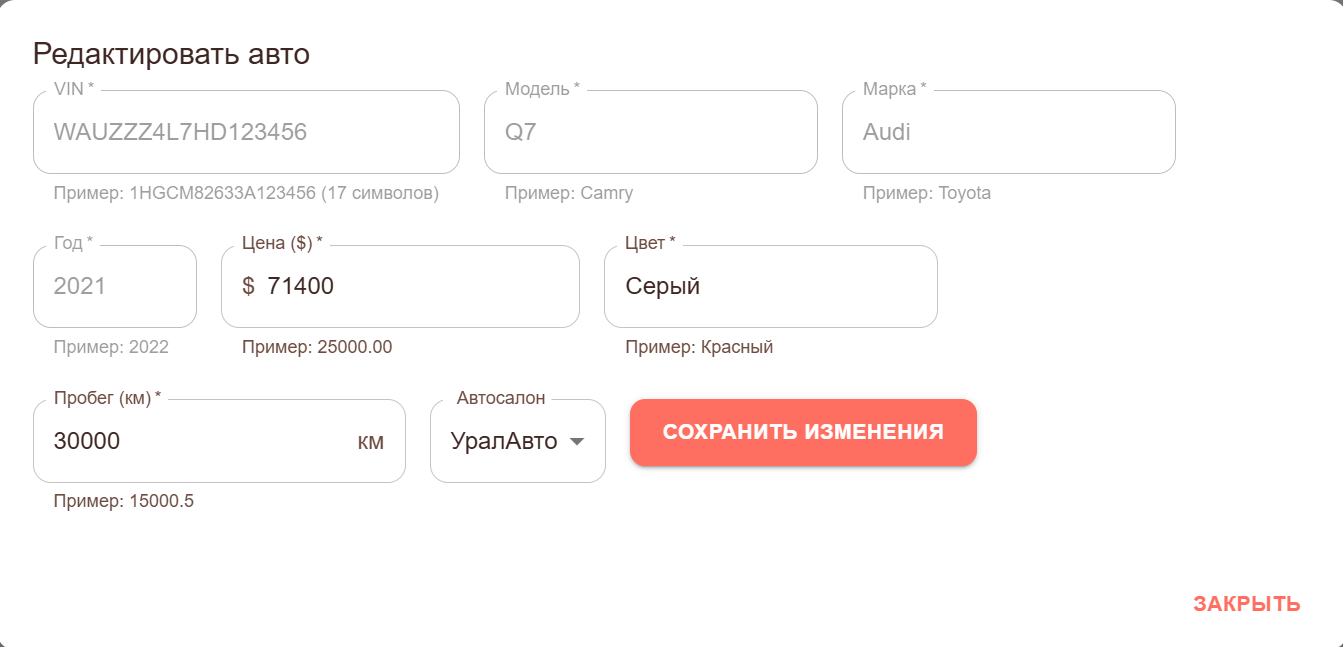 Редактировать авто
VIN * Модель * Марка *
WAUZZZ4L7HD123456 Q7 Audi
Пример: 1HGCM82633A123456 (17 символов) Пример: Camry Пример: Toyota
Год * Цена ($) * Цвет *
2021 $ 71400 Серый
Пример: 2022 Пример: 25000.00 Пример: Красный
Пробег (км) * Автосалон
30000 км УралАвто СОХРАНИТЬ ИЗМЕНЕНИЯ
Пример: 15000.5
ЗАКРЫТЬ